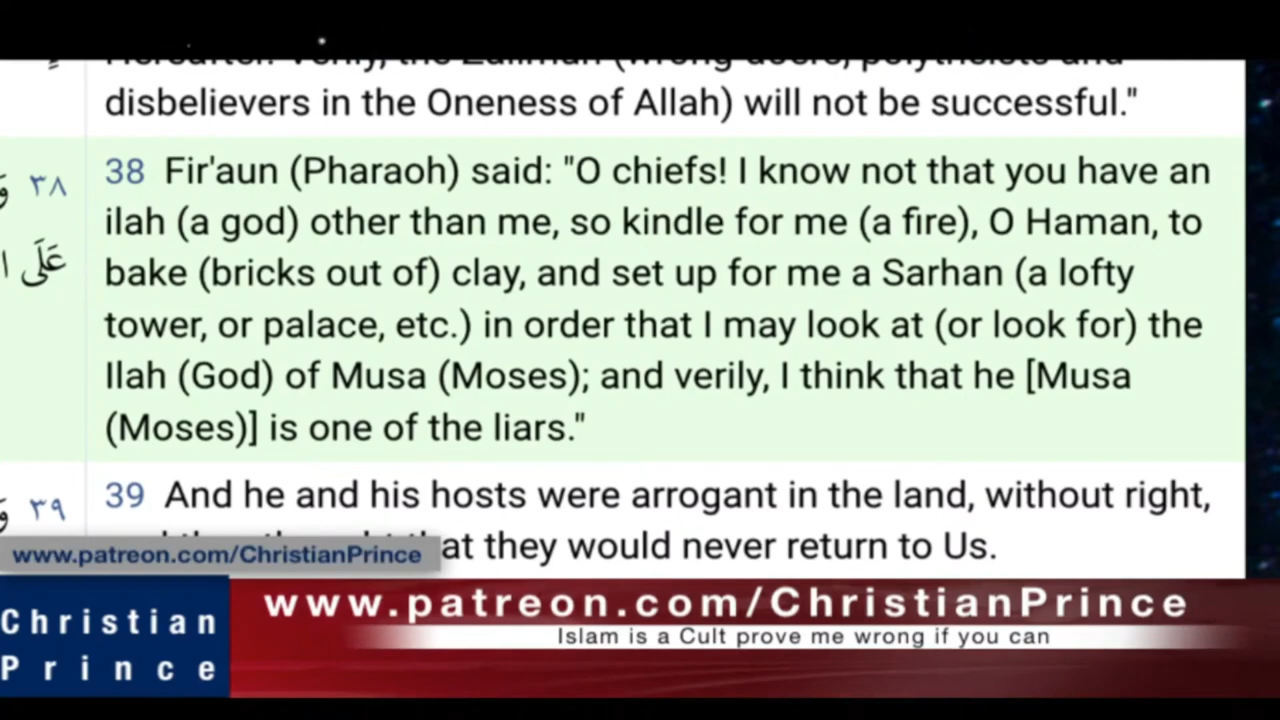 disbelievers in the Oneness of Allah) will not be successful."
٣٨ 38 Fir'aun (Pharaoh) said: "O chiefs! I know not that you have an
ilah (a god) other than me, so kindle for me (a fire), O Haman, to
عَلَى bake (bricks out of) clay, and set up for me a Sarhan (a lofty
tower, or palace, etc.) in order that I may look at (or look for) the
Ilah (God) of Musa (Moses); and verily, I think that he [Musa
(Moses)] is one of the liars."
٣٩ 39 And he and his hosts were arrogant in the land, without right,
they would never return to Us.
www.patreon.com/ChristianPrince
www.patreon.com/ChristianPrince
Islam is a Cult prove me wrong if you can
Christian
Prince